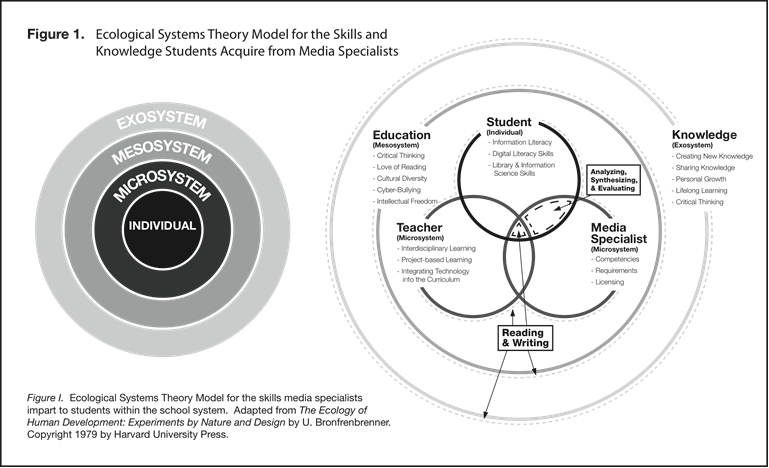 Figure 1. Ecological Systems Theory Model for the Skills and
Knowledge Students Acquire from Media Specialists
EXOSYSTEM
MESOSYSTEM
MICROSYSTEM
INDIVIDUAL
Education
(Mesosystem)
- Critical Thinking
- Love of Reading
- Cultural Diversity
- Cyber-Bullying
- Intellectual Freedom
Student
(Individual)
- Information Literacy
- Digital Literacy Skills
- Library & Information
Science Skills
Knowledge
(Exosystem)
- Creating New Knowledge
- Sharing Knowledge
- Personal Growth
- Lifelong Learning
- Critical Thinking
Analyzing,
Synthesizing,
& Evaluating
Teacher
(Microsystem)
- Interdisciplinary Learning
- Project-based Learning
- Integrating Technology
into the Curriculum
Media
Specialist
(Microsystem)
- Competencies
- Requirements
- Licensing
Reading
& Writing
Figure I. Ecological Systems Theory Model for the skills media specialists
impart to students within the school system. Adapted from The Ecology of
Human Development: Experiments by Nature and Design by U. Bronfrenbrenner.
Copyright 1979 by Harvard University Press.